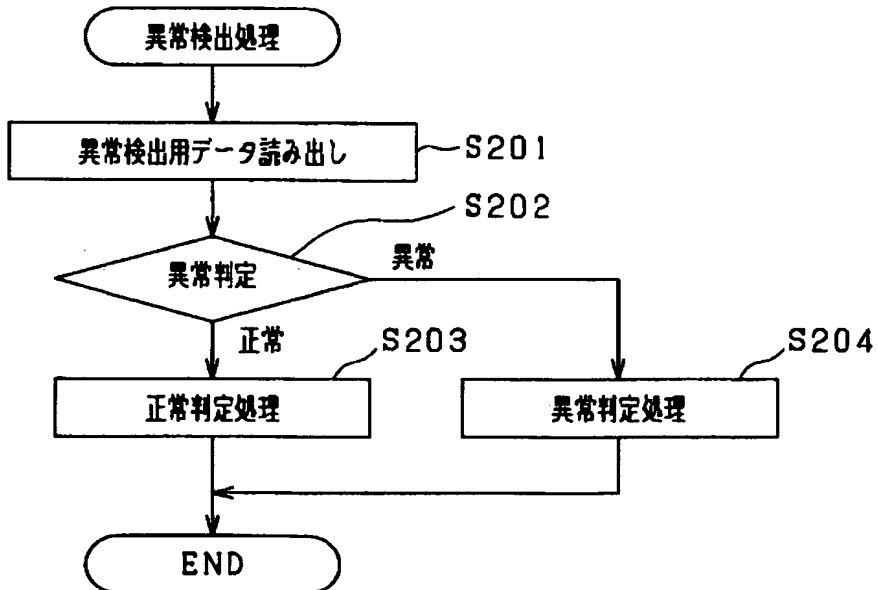 異常検出処理
異常検出用データ読み出し
S201
S202
異常判定
異常
正常
S203
S204
正常判定処理
異常判定処理
END